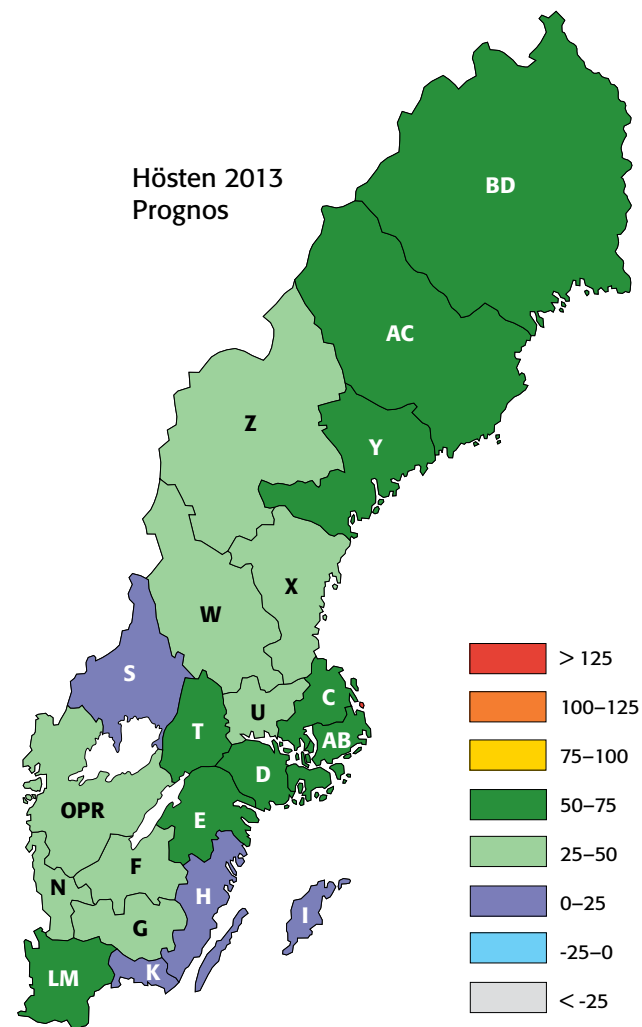 Hösten 2013
Prognos
BD
AC
Z
Y
X
W
S
C
U
T
AB
D
OPR
E
F
N
H
I
G
K
LM
> 125
100–125
75–100
50–75
25–50
0–25
-25–0
< -25